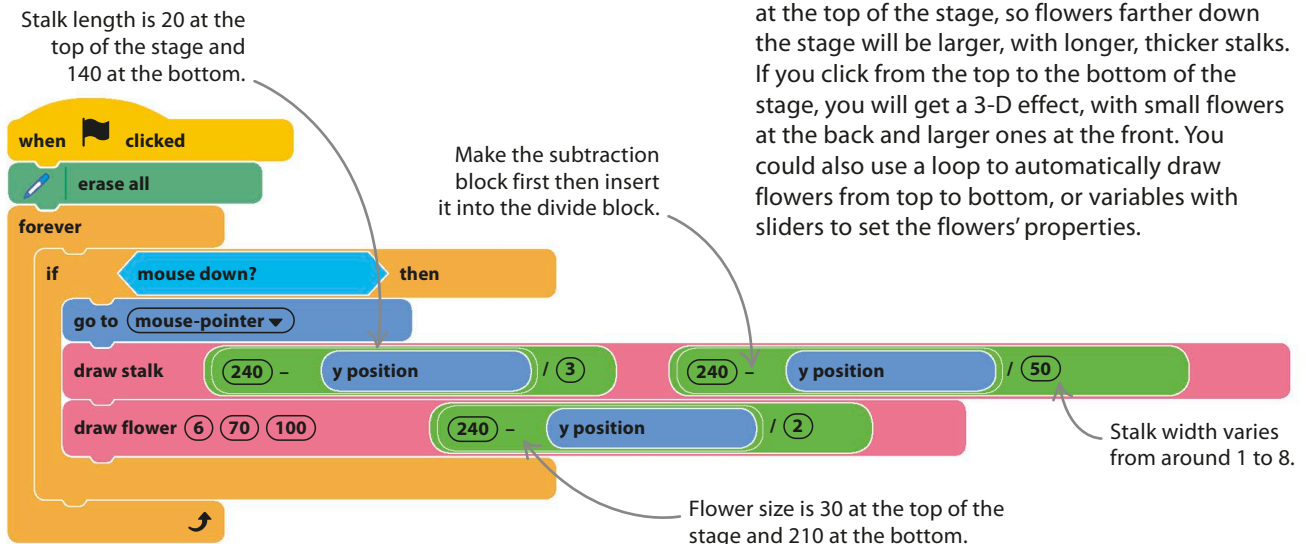 Stalk length is 20 at the
top of the stage and
140 at the bottom.
at the top of the stage, so flowers farther down
the stage will be larger, with longer, thicker stalks.
If you click from the top to the bottom of the
stage, you will get a 3-D effect, with small flowers
at the back and larger ones at the front. You
could also use a loop to automatically draw
flowers from top to bottom, or variables with
sliders to set the flowers’ properties.
Make the subtraction
block first then insert
it into the divide block.
when clicked
erase all
forever
if mouse down? then
go to mouse-pointer
draw stalk 240 – y position / 3 240 – y position / 50
draw flower 6 70 100 240 – y position / 2
Stalk width varies
from around 1 to 8.
Flower size is 30 at the top of the
stage and 210 at the bottom.